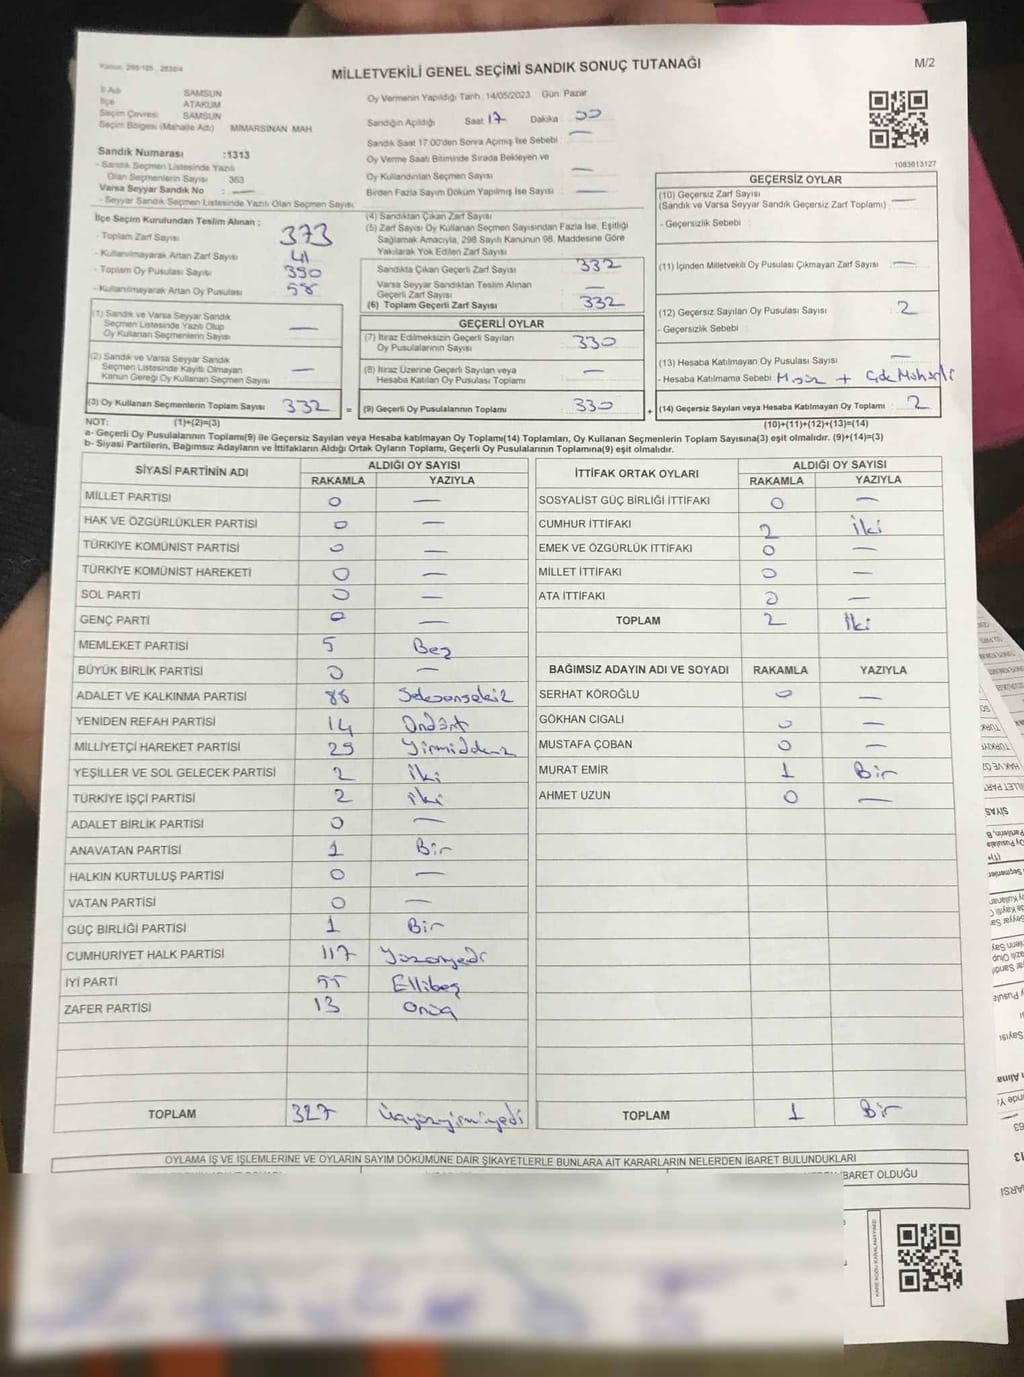 MİLLETVEKİLİ GENEL SEÇİMİ SANDIK SONUÇ TUTANAĞI
M/2
İl Adı SAMSUN
İlçe ATAKUM
Seçim Çevresi SAMSUN
Seçim Bölgesi (Mahalle Adı) MİMARSİNAN MAH
Sandık Numarası :1313
- Sandık Seçmen Listesinde Yazılı
Olan Seçmenlerin Sayısı 363
Varsa Seyyar Sandık No : —
- Seyyar Sandık Seçmen Listesinde Yazılı Olan Seçmen Sayısı
Oy Vermenin Yapıldığı Tarih :14/05/2023 Gün: Pazar
Sandığın Açıldığı Saat 17 Dakika 00
Sandık Saat 17:00'den Sonra Açımış İse Sebebi —
Oy Verme Saati Bitiminde Sırada Bekleyen ve
Oy Kullandırılan Seçmen Sayısı —
Birden Fazla Sayım Döküm Yapılmış İse Sayısı —
1083613127
İlçe Seçim Kurulundan Teslim Alınan :
- Toplam Zarf Sayısı 373
- Kullanılmayarak Artan Zarf Sayısı 41
- Toplam Oy Pusulası Sayısı 390
- Kullanılmayarak Artan Oy Pusulası 58
(1) Sandık ve Varsa Seyyar Sandık
Seçmen Listesinde Yazılı Olup
Oy Kullanan Seçmenlerin Sayısı —
(2) Sandık ve Varsa Seyyar Sandık
Seçmen Listesinde Kayıtlı Olmayan
Kanun Gereği Oy Kullanan Seçmen Sayısı —
(3) Oy Kullanan Seçmenlerin Toplam Sayısı 332 =
(4) Sandıktan Çıkan Zarf Sayısı
(5) Zarf Sayısı Oy Kullanan Seçmen Sayısından Fazla İse, Eşitliği
Sağlamak Amacıyla, 298 Sayılı Kanunun 98. Maddesine Göre
Yakılarak Yok Edilen Zarf Sayısı
Sandıkta Çıkan Geçerli Zarf Sayısı 332
Varsa Seyyar Sandıktan Teslim Alınan
Geçerli Zarf Sayısı —
(6) Toplam Geçerli Zarf Sayısı 332
GEÇERLİ OYLAR
(7) İtiraz Edilmeksizin Geçerli Sayılan
Oy Pusulalarının Sayısı 330
(8) İtiraz Üzerine Geçerli Sayılan veya
Hesaba Katılan Oy Pusulası Toplamı —
(9) Geçerli Oy Pusulalarının Toplamı 330 +
GEÇERSİZ OYLAR
(10) Geçersiz Zarf Sayısı
(Sandık ve Varsa Seyyar Sandık Geçersiz Zarf Toplamı) —
- Geçersizlik Sebebi :
(11) İçinden Milletvekili Oy Pusulası Çıkmayan Zarf Sayısı —
(12) Geçersiz Sayılan Oy Pusulası Sayısı 2
- Geçersizlik Sebebi
(13) Hesaba Katılmayan Oy Pusulası Sayısı —
- Hesaba Katılmama Sebebi
(14) Geçersiz Sayılan veya Hesaba Katılmayan Oy Toplamı 2
NOT: (1)+(2)=(3) (10)+(11)+(12)+(13)=(14)
a- Geçerli Oy Pusulalarının Toplamı(9) ile Geçersiz Sayılan veya Hesaba katılmayan Oy Toplamı(14) Toplamları, Oy Kullanan Seçmenlerin Toplam Sayısına(3) eşit olmalıdır. (9)+(14)=(3)
b- Siyasi Partilerin, Bağımsız Adayların ve İttifakların Aldığı Ortak Oyların Toplamı, Geçerli Oy Pusulalarının Toplamına(9) eşit olmalıdır.
SİYASİ PARTİNİN ADI ALDIĞI OY SAYISI
RAKAMLA YAZIYLA
MİLLET PARTİSİ 0 —
HAK VE ÖZGÜRLÜKLER PARTİSİ 0 —
TÜRKİYE KOMÜNİST PARTİSİ 0 —
TÜRKİYE KOMÜNİST HAREKETİ 0 —
SOL PARTİ 0 —
GENÇ PARTİ 0 —
MEMLEKET PARTİSİ 5 Beş
BÜYÜK BİRLİK PARTİSİ 0 —
ADALET VE KALKINMA PARTİSİ 88 Seksensekiz
YENİDEN REFAH PARTİSİ 14 Ondört
MİLLİYETÇİ HAREKET PARTİSİ 29 Yirmidokuz
YEŞİLLER VE SOL GELECEK PARTİSİ 2 İki
TÜRKİYE İŞÇİ PARTİSİ 2 iki
ADALET BİRLİK PARTİSİ 0 —
ANAVATAN PARTİSİ 1 Bir
HALKIN KURTULUŞ PARTİSİ 0 —
VATAN PARTİSİ 0 —
GÜÇ BİRLİĞİ PARTİSİ 1 Bir
CUMHURİYET HALK PARTİSİ 117 Yüzonyedi
İYİ PARTİ 55 Ellibeş
ZAFER PARTİSİ 13 Onüç
TOPLAM 327 Üçyüzyirmiyedi
İTTİFAK ORTAK OYLARI ALDIĞI OY SAYISI
RAKAMLA YAZIYLA
SOSYALİST GÜÇ BİRLİĞİ İTTİFAKI 0 —
CUMHUR İTTİFAKI 2 İki
EMEK VE ÖZGÜRLÜK İTTİFAKI 0 —
MİLLET İTTİFAKI 0 —
ATA İTTİFAKI 0 —
TOPLAM 2 İki
BAĞIMSIZ ADAYIN ADI VE SOYADI RAKAMLA YAZIYLA
SERHAT KÖROĞLU 0 —
GÖKHAN CIGALI 0 —
MUSTAFA ÇOBAN 0 —
MURAT EMİR 1 Bir
AHMET UZUN 0 —
TOPLAM 1 Bir
OYLAMA İŞ VE İŞLEMLERİNE VE OYLARIN SAYIM DÖKÜMÜNE DAİR ŞİKAYETLERLE BUNLARA AİT KARARLARIN NELERDEN İBARET BULUNDUKLARI
İBARET OLDUĞU